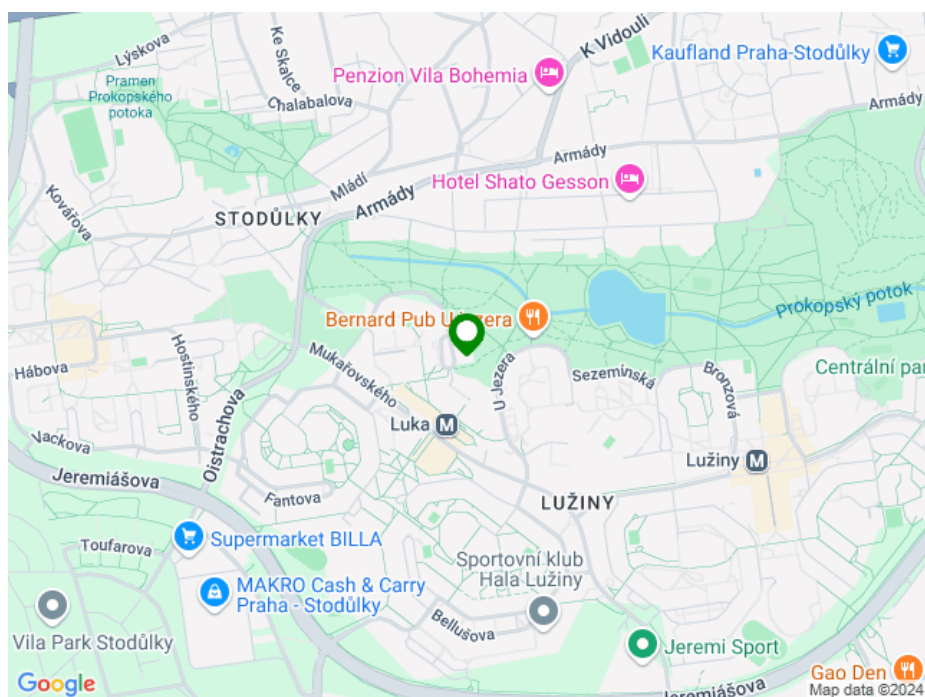 Lýskova
Ke Skalce
K Vidouli
Kaufland Praha-Stodůlky
Penzion Vila Bohemia
Pramen
Prokopského
potoka
Chalabalova
Armády
Armády
Mládí
Hotel Shato Gesson
Kovářova
Armády
STODŮLKY
Prokopský potok
Bernard Pub U
zera
Hostinského
Mukařovského
U Jezera
Sezemínská
Bronzová
Centrální par
Hábova
Vackova
Oistrachova
Luka M
Lužiny M
Jeremiášova
Fantova
LUŽINY
Supermarket BILLA
Toufarova
Sportovní klub
Hala Lužiny
MAKRO Cash & Carry
Praha - Stodůlky
Bellušova
Vila Park Stodůlky
Jeremi Sport
Gao Den
Google
Jeremiášova
Map data ©2024